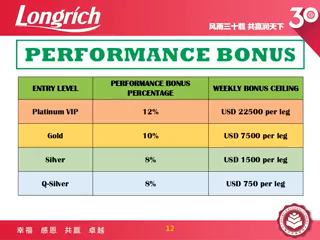 Longrich
风雨三十载 共赢润天下
30
PERFORMANCE BONUS
ENTRY LEVEL
PERFORMANCE BONUS
PERCENTAGE
WEEKLY BONUS CEILING
Platinum VIP 12% USD 22500 per leg
Gold 10% USD 7500 per leg
Silver 8% USD 1500 per leg
Q-Silver 8% USD 750 per leg
幸福 感恩 共赢 卓越
12